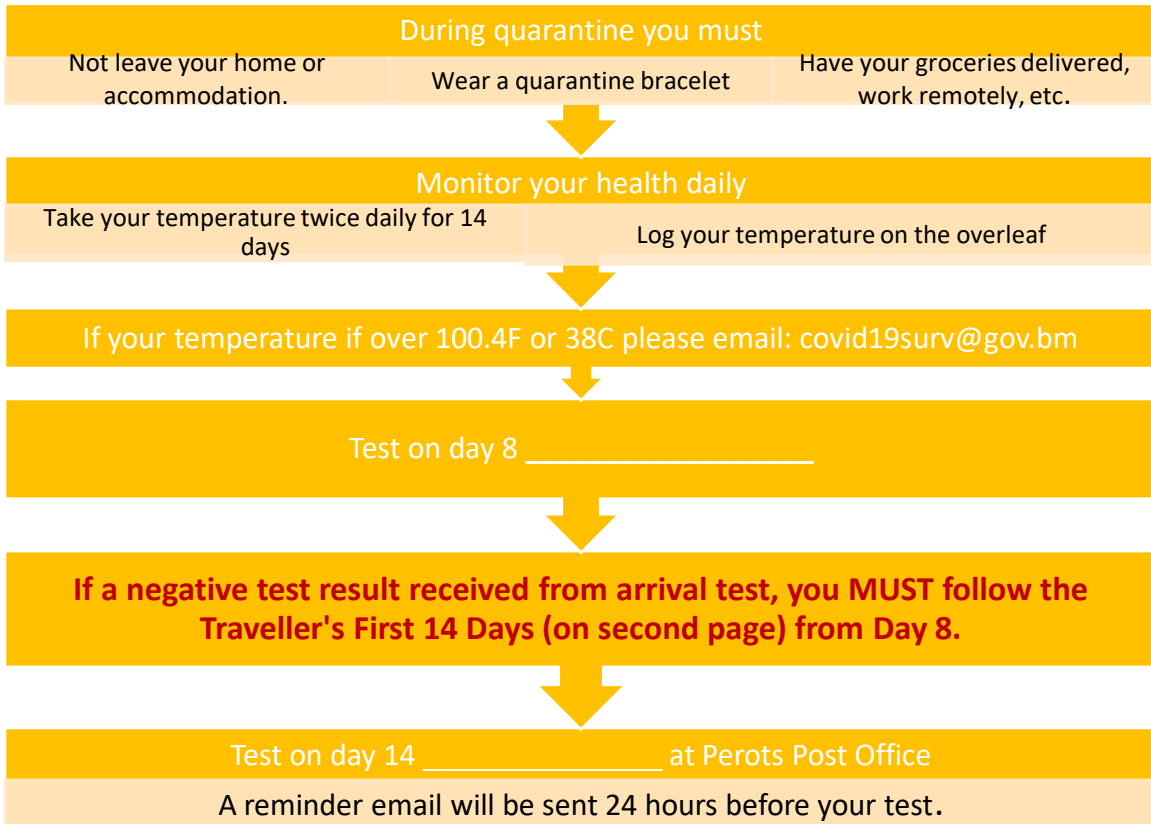 During quarantine you must
Not leave your home or
accommodation.
Wear a quarantine bracelet
Have your groceries delivered,
work remotely, etc.
Monitor your health daily
Take your temperature twice daily for 14
days
Log your temperature on the overleaf
If your temperature if over 100.4F or 38C please email: covid19surv@gov.bm
Test on day 8 __________________
If a negative test result received from arrival test, you MUST follow the
Traveller's First 14 Days (on second page) from Day 8.
Test on day 14 _______________ at Perots Post Office
A reminder email will be sent 24 hours before your test.